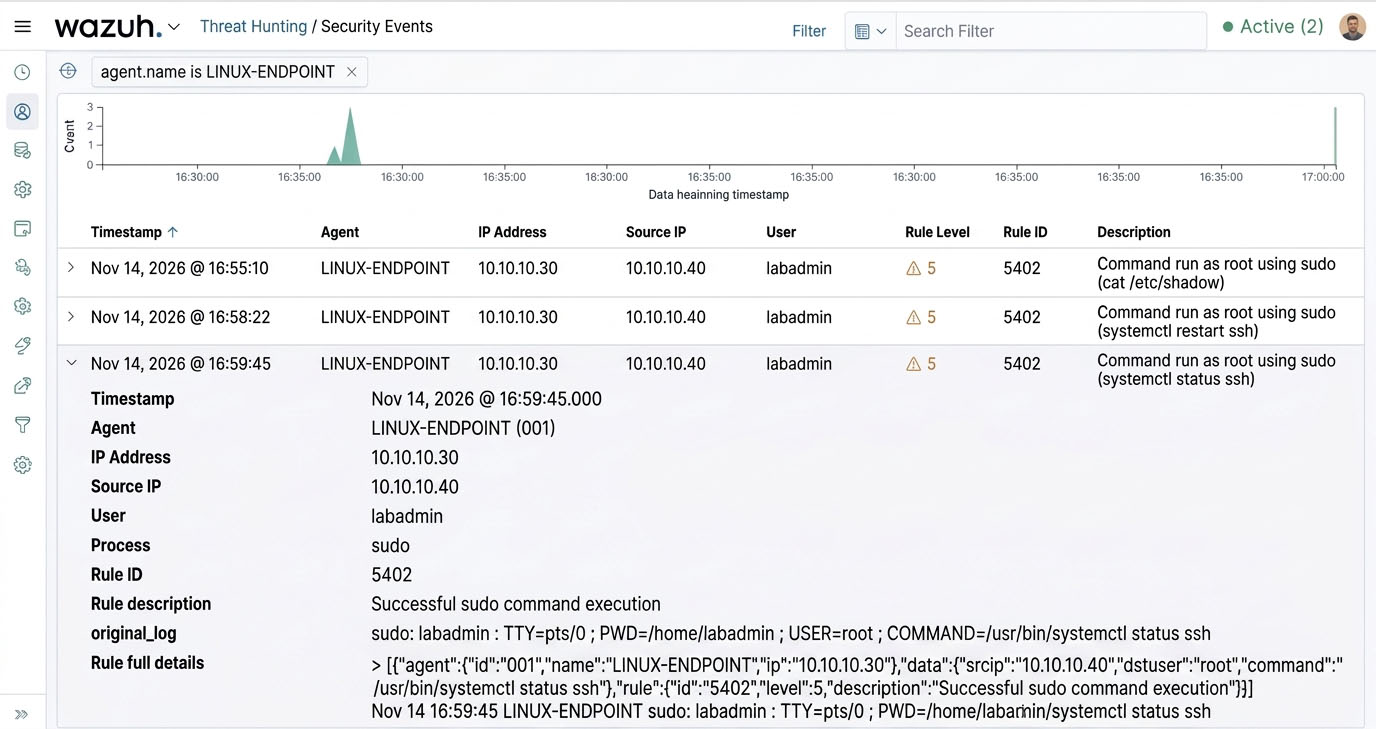 wazuh. Threat Hunting / Security Events Filter Search Filter Active (2)
agent.name is LINUX-ENDPOINT ×
3
2
1
0
Cvent
16:30:00 16:35:00 16:30:00 16:35:00 18:30:00 16:35:00 16:35:00 16:30:00 16:35:00 16:35:00 16:35:00 17:00:00
Data heainning timestamp
Timestamp ↑ Agent IP Address Source IP User Rule Level Rule ID Description
Nov 14, 2026 @ 16:55:10 LINUX-ENDPOINT 10.10.10.30 10.10.10.40 labadmin 5 5402 Command run as root using sudo
(cat /etc/shadow)
Nov 14, 2026 @ 16:58:22 LINUX-ENDPOINT 10.10.10.30 10.10.10.40 labadmin 5 5402 Command run as root using sudo
(systemctl restart ssh)
Nov 14, 2026 @ 16:59:45 LINUX-ENDPOINT 10.10.10.30 10.10.10.40 labadmin 5 5402 Command run as root using sudo
(systemctl status ssh)
Timestamp Nov 14, 2026 @ 16:59:45.000
Agent LINUX-ENDPOINT (001)
IP Address 10.10.10.30
Source IP 10.10.10.40
User labadmin
Process sudo
Rule ID 5402
Rule description Successful sudo command execution
original_log sudo: labadmin : TTY=pts/0 ; PWD=/home/labadmin ; USER=root ; COMMAND=/usr/bin/systemctl status ssh
Rule full details > [{"agent":{"id":"001","name":"LINUX-ENDPOINT","ip":"10.10.10.30"},"data":{"srcip":"10.10.10.40","dstuser":"root","command":"
/usr/bin/systemctl status ssh"},"rule":{"id":"5402","level":5,"description":"Successful sudo command execution"}}]
Nov 14 16:59:45 LINUX-ENDPOINT sudo: labadmin : TTY=pts/0 ; PWD=/home/labarmin/systemctl status ssh